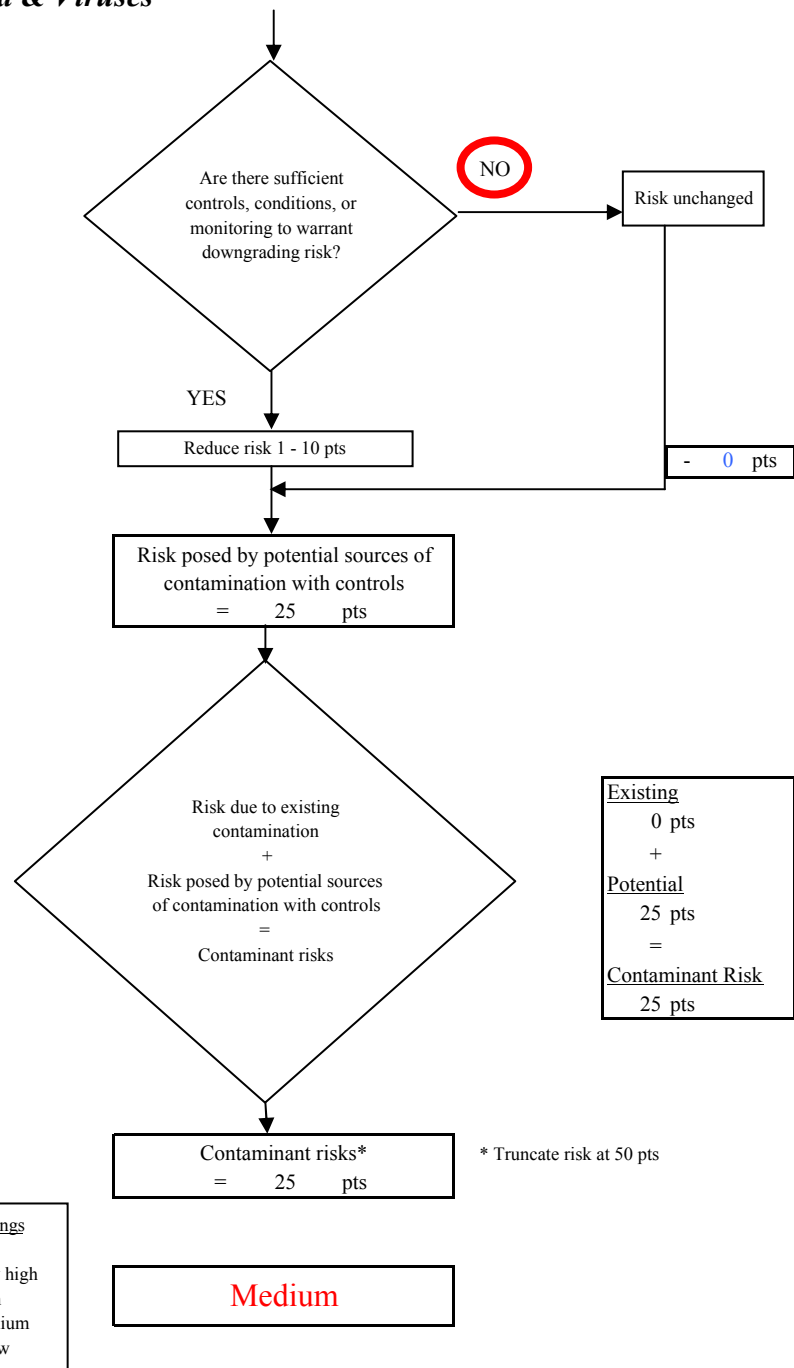 & Viruses
Are there sufficient
controls, conditions, or
monitoring to warrant
downgrading risk?
NO
Risk unchanged
YES
Reduce risk 1 - 10 pts
- 0 pts
Risk posed by potential sources of
contamination with controls
= 25 pts
Risk due to existing
contamination
+
Risk posed by potential sources
of contamination with controls
=
Contaminant risks
Existing
0 pts
+
Potential
25 pts
=
Contaminant Risk
25 pts
Contaminant risks*
= 25 pts
* Truncate risk at 50 pts
ngs
high
ium
w
Medium